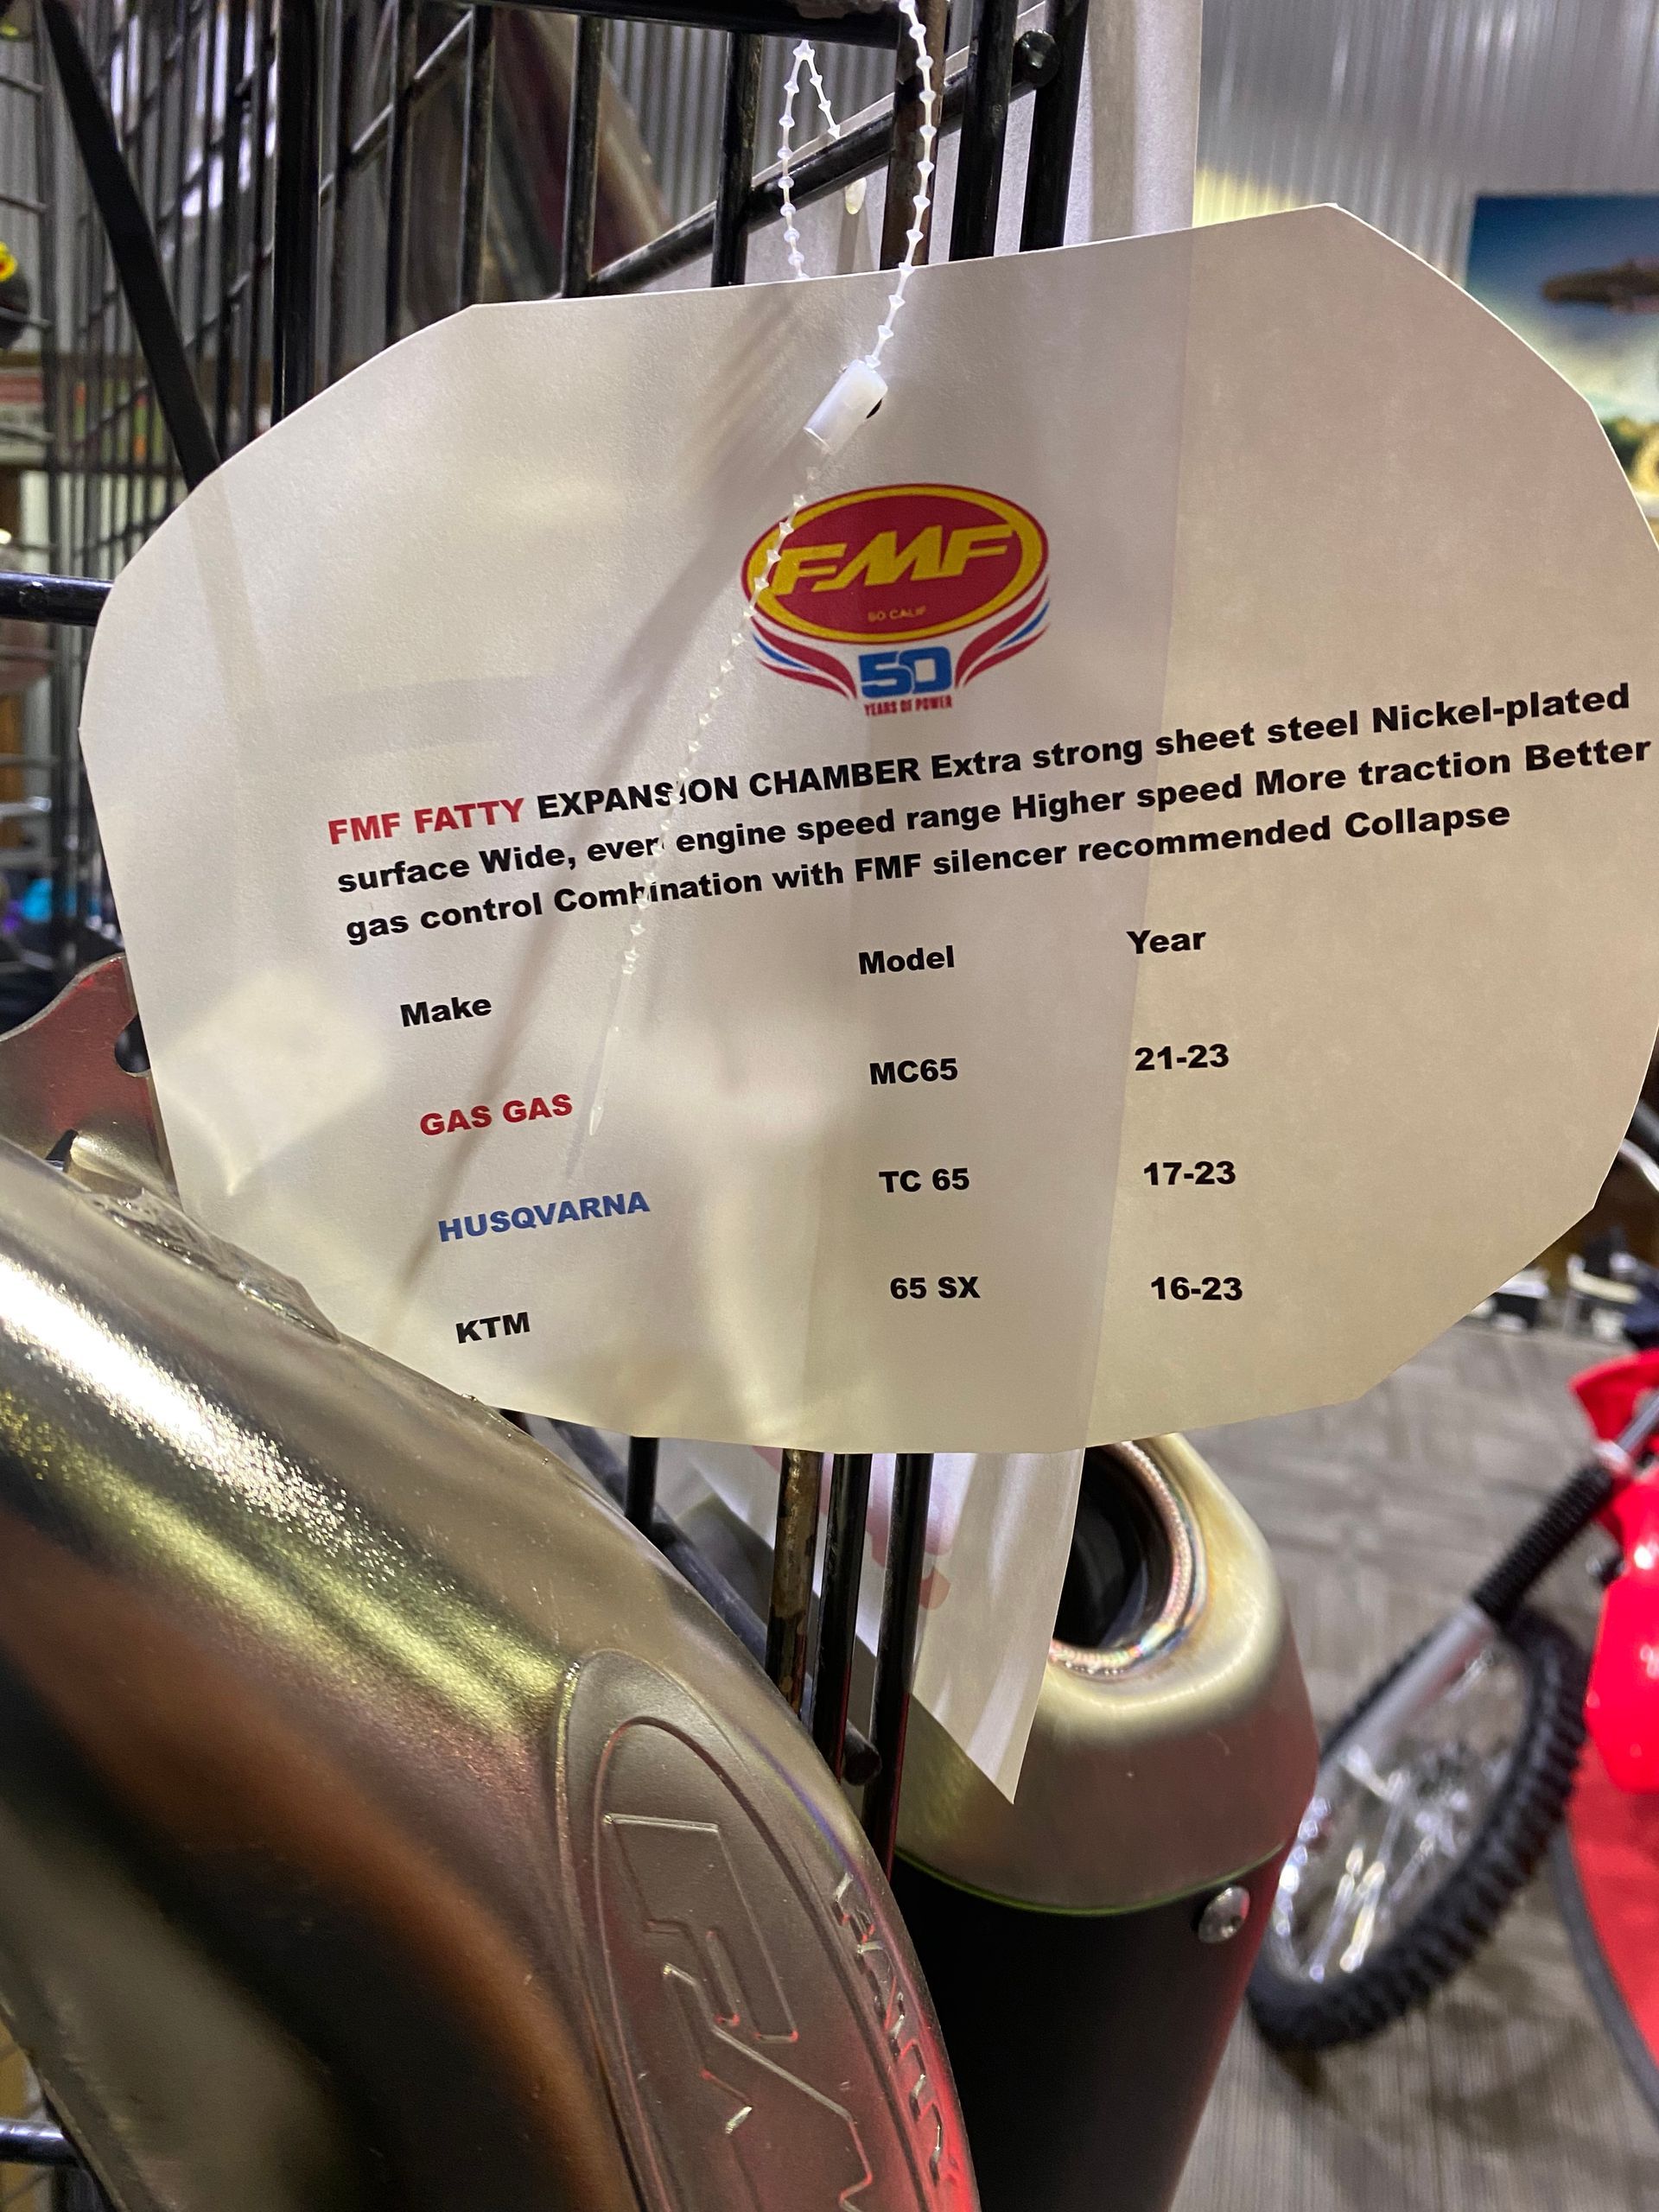 FMF
SO CALIF
50
YEARS OF POWER
FMF FATTY EXPANSION CHAMBER Extra strong sheet steel Nickel-plated
surface Wide, even engine speed range Higher speed More traction Better
gas control Combination with FMF silencer recommended Collapse
Make Model Year
GAS GAS MC65 21-23
HUSQVARNA TC 65 17-23
KTM 65 SX 16-23
FMF
FATTY